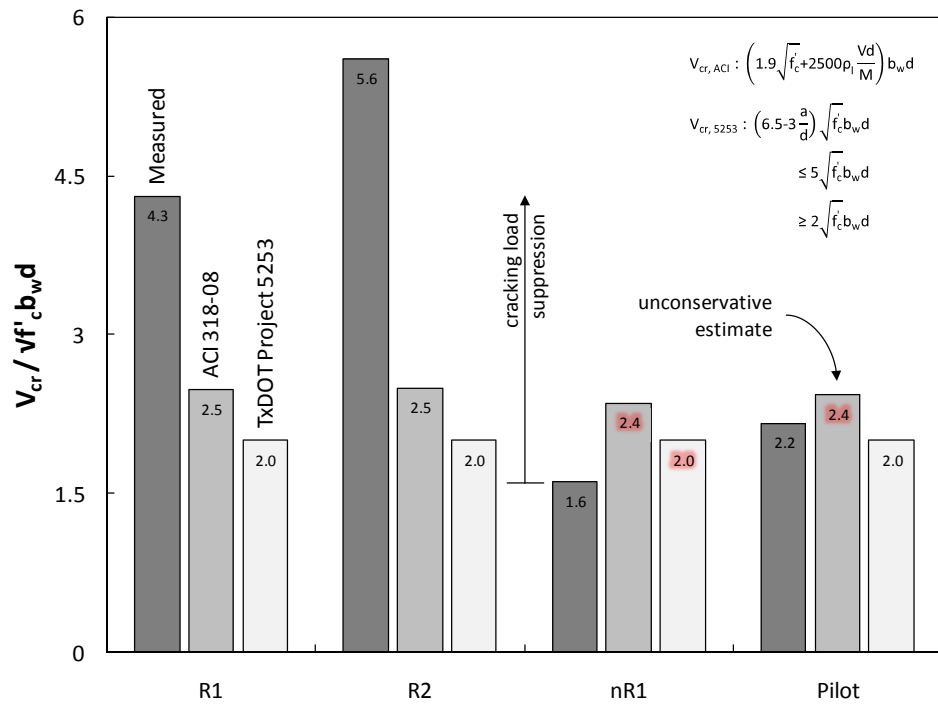 6
4.5
3
1.5
0
V_cr / √f'_c b_w d
Measured
ACI 318-08
TxDOT Project 5253
4.3
2.5
2.0
5.6
2.5
2.0
cracking load
suppression
1.6
2.4
2.0
unconservative
estimate
2.2
2.4
2.0
V_cr, ACI : (1.9√f'_c+2500ρ_l Vd/M) b_w d
V_cr, 5253 : (6.5-3 a/d) √f'_c b_w d
≤ 5√f'_c b_w d
≥ 2√f'_c b_w d
R1
R2
nR1
Pilot